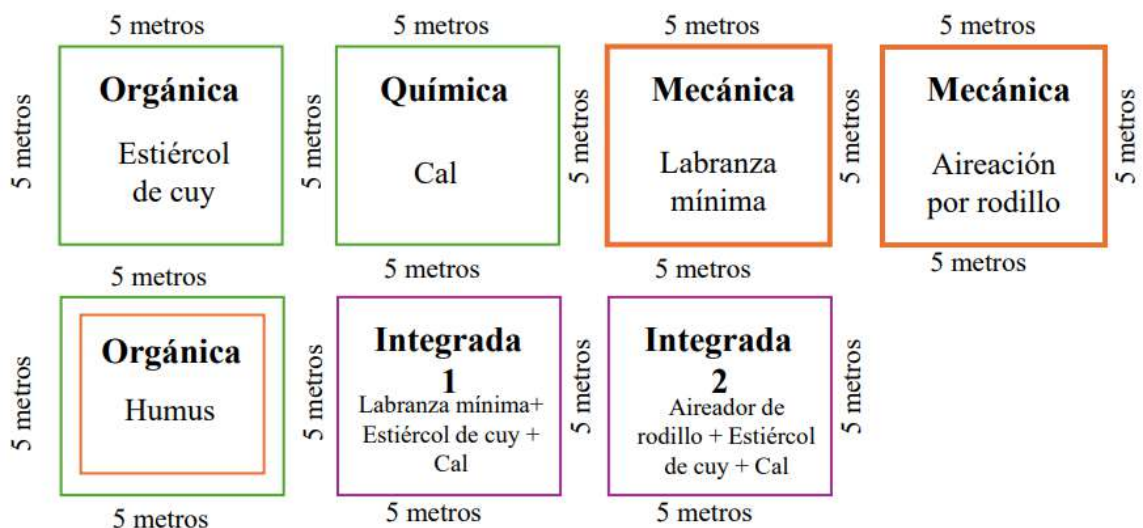 5 metros
5 metros
5 metros
5 metros
5 metros
Orgánica
Estiércol
de cuy
5 metros
Química
Cal
5 metros
Mecánica
Labranza
mínima
5 metros
Mecánica
Aireación
por rodillo
5 metros
5 metros
5 metros
5 metros
5 metros
5 metros
Orgánica
Humus
5 metros
Integrada
1
Labranza mínima+
Estiércol de cuy +
Cal
5 metros
Integrada
2
Aireador de
rodillo + Estiércol
de cuy + Cal
5 metros
5 metros
5 metros
5 metros